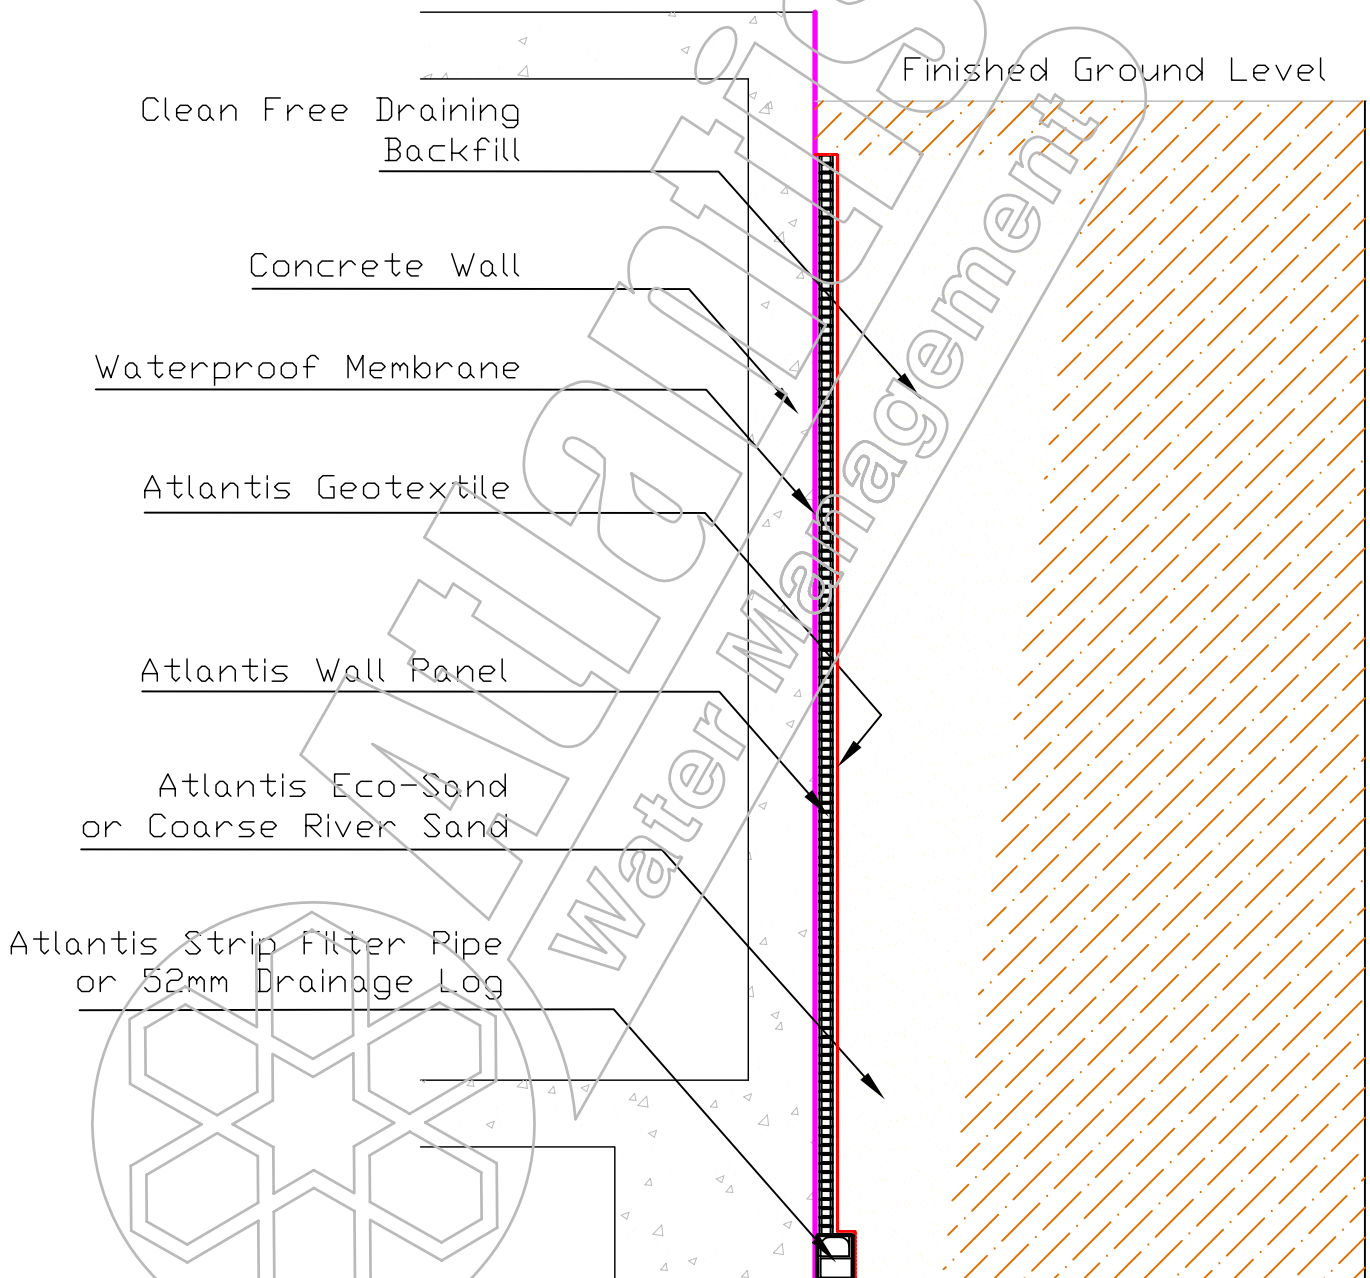 Finished Ground Level
Clean Free Draining
Backfill
Concrete Wall
Waterproof Membrane
Atlantis Geotextile
Atlantis Wall Panel
Atlantis Eco-Sand
or Coarse River Sand
Atlantis Strip Filter Pipe
or 52mm Drainage Log
Atlantis
Water Management